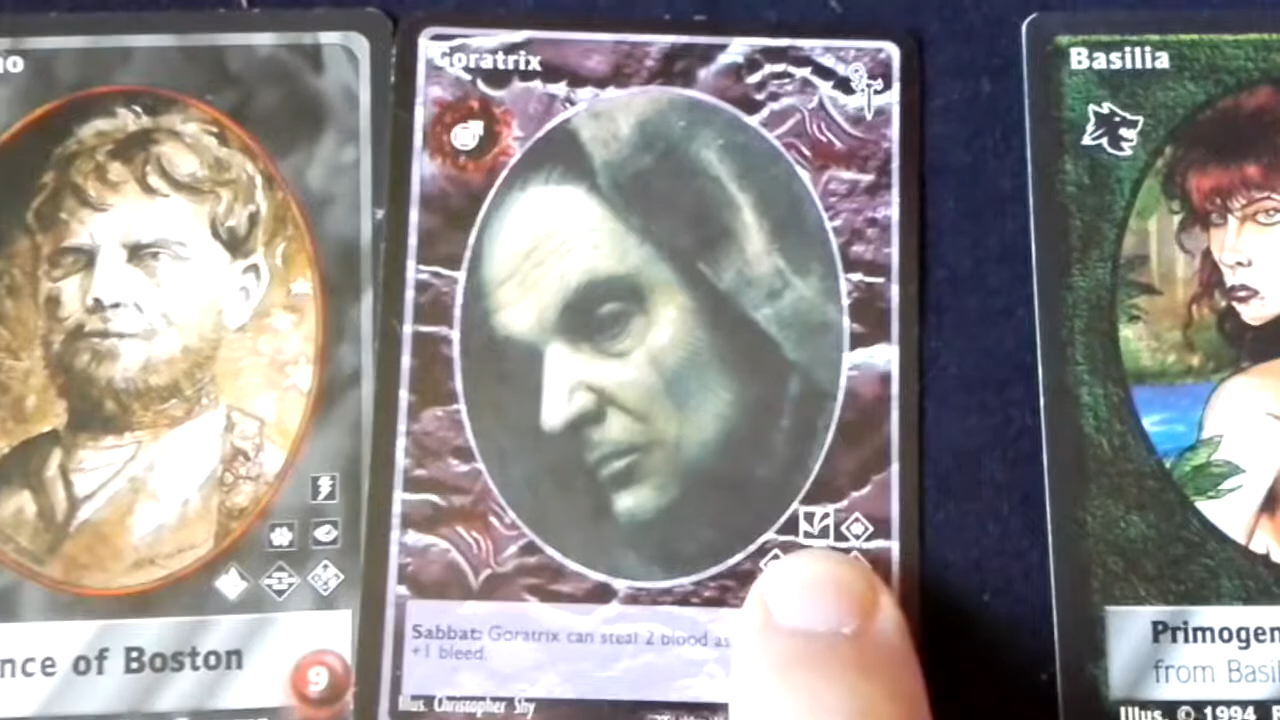 no
nce of Boston
9
Goratrix
Sabbat: Goratrix can steal 2 blood as
+1 bleed.
Illus. Christopher Shy
Basilia
Primogen
from Basil
Illus. © 1994